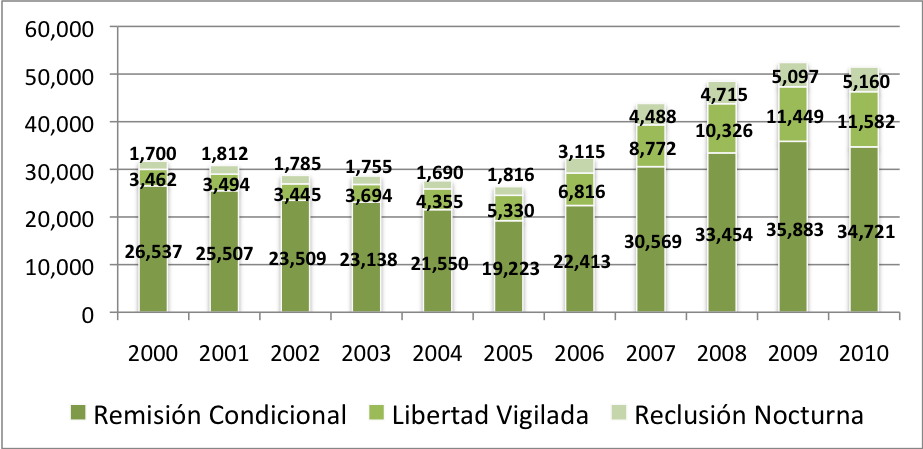 60,000
50,000
40,000
30,000
20,000
10,000
0
1,700 1,812 1,785 1,755 1,690 1,816 3,115 4,488 4,715 5,097 5,160
3,462 3,494 3,445 3,694 4,355 5,330 6,816 8,772 10,326 11,449 11,582
26,537 25,507 23,509 23,138 21,550 19,223 22,413 30,569 33,454 35,883 34,721
2000 2001 2002 2003 2004 2005 2006 2007 2008 2009 2010
Remisión Condicional Libertad Vigilada Reclusión Nocturna